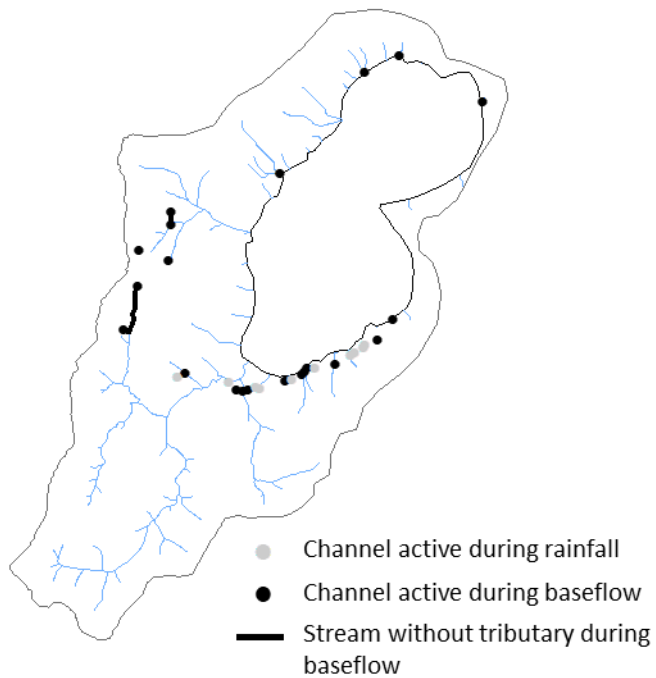 Channel active during rainfall
Channel active during baseflow
Stream without tributary during
baseflow